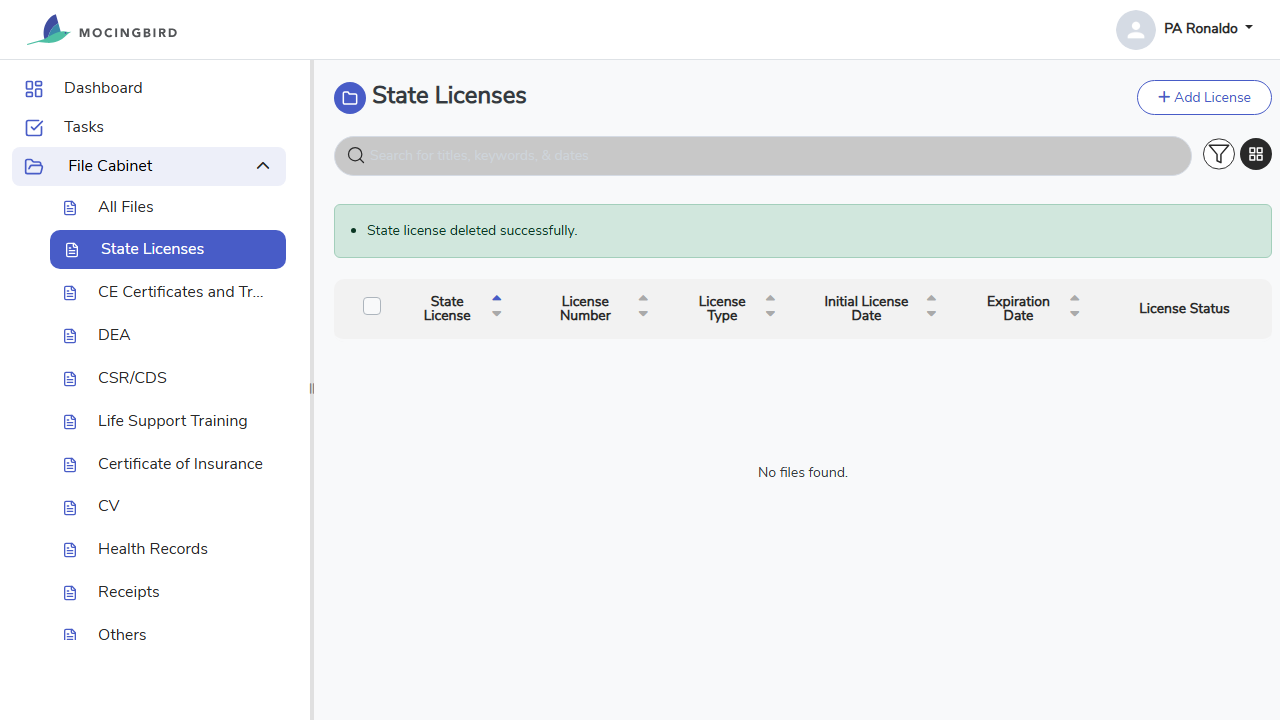 MOCINGBIRD
PA Ronaldo
Dashboard
Tasks
File Cabinet
All Files
State Licenses
CE Certificates and Tr...
DEA
CSR/CDS
Life Support Training
Certificate of Insurance
CV
Health Records
Receipts
Others
State Licenses
+ Add License
Search for titles, keywords, & dates
• State license deleted successfully.
State License
License Number
License Type
Initial License Date
Expiration Date
License Status
No files found.